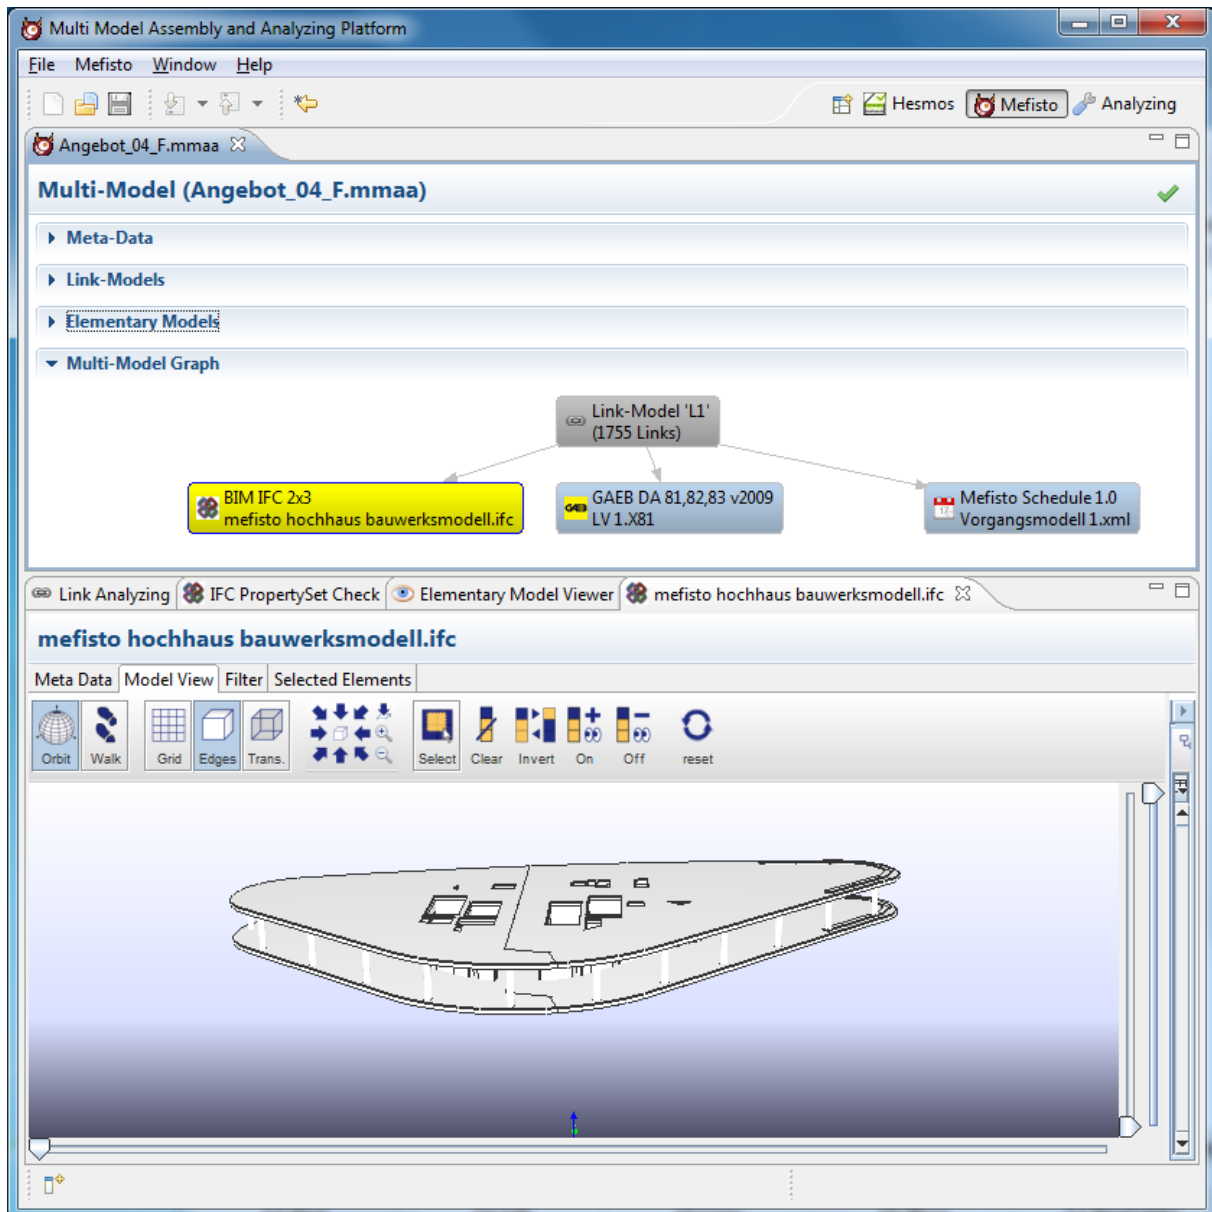 Multi Model Assembly and Analyzing Platform
File Mefisto Window Help
Hesmos Mefisto Analyzing
Angebot_04_F.mmaa
Multi-Model (Angebot_04_F.mmaa)
Meta-Data
Link-Models
Elementary Models
Multi-Model Graph
Link-Model 'L1'
(1755 Links)
BIM IFC 2x3
mefisto hochhaus bauwerksmodell.ifc
GAEB
GAEB DA 81,82,83 v2009
LV 1.X81
Mefisto Schedule 1.0
Vorgangsmodell 1.xml
Link Analyzing IFC PropertySet Check Elementary Model Viewer mefisto hochhaus bauwerksmodell.ifc
mefisto hochhaus bauwerksmodell.ifc
Meta Data Model View Filter Selected Elements
Orbit Walk Grid Edges Trans. Select Clear Invert On Off reset